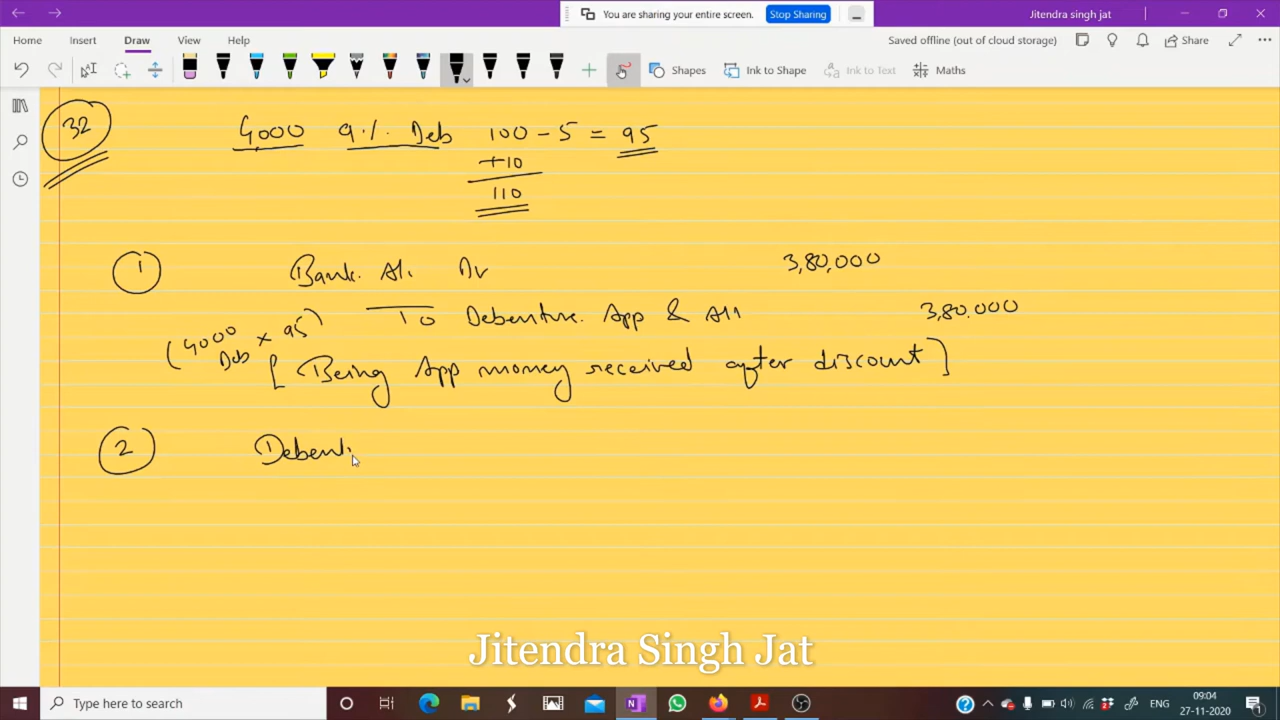 You are sharing your entire screen. Stop Sharing
Jitendra singh jat
Home Insert Draw View Help
Saved offline (out of cloud storage) Share
Shapes Ink to Shape Ink to Text Maths
32
4000 9·/. Deb 100 - 5 = 95
+10
110
1 Bank. A/. Dr 3,80,000
To Debenture. App & All 3,80.000
(4000 Deb × 95)
[ Being App money received after discount ]
2 Debenti
Jitendra Singh Jat
Type here to search
ENG
09:04
27-11-2020